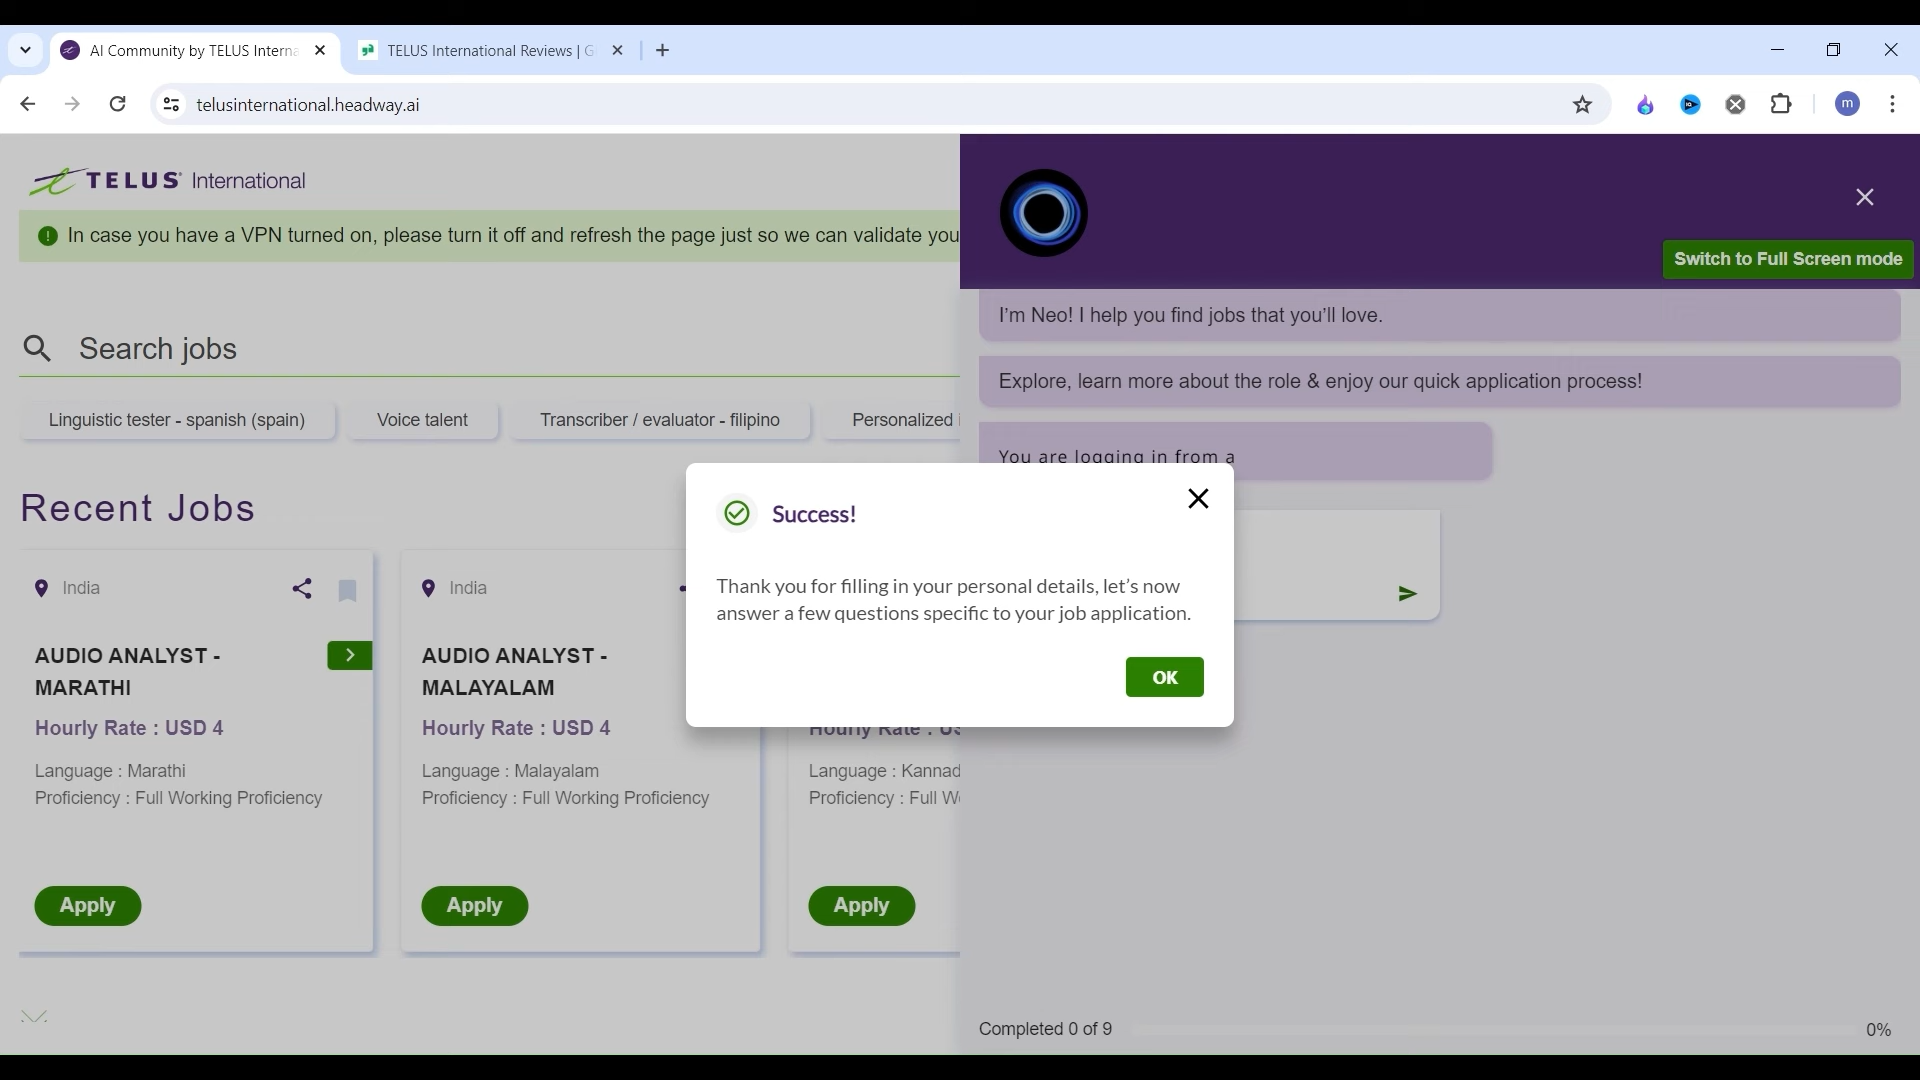 AI Community by TELUS Interna
TELUS International Reviews | G
telusinternational.headway.ai
m
TELUS International
In case you have a VPN turned on, please turn it off and refresh the page just so we can validate you
Search jobs
Linguistic tester - spanish (spain)
Voice talent
Transcriber / evaluator - filipino
Personalized i
Recent Jobs
India
AUDIO ANALYST -
MARATHI
Hourly Rate : USD 4
Language : Marathi
Proficiency : Full Working Proficiency
Apply
India
AUDIO ANALYST -
MALAYALAM
Hourly Rate : USD 4
Language : Malayalam
Proficiency : Full Working Proficiency
Apply
Hourly Rate : US
Language : Kannad
Proficiency : Full W
Apply
Switch to Full Screen mode
I'm Neo! I help you find jobs that you'll love.
Explore, learn more about the role & enjoy our quick application process!
You are logging in from a
Success!
Thank you for filling in your personal details, let's now
answer a few questions specific to your job application.
OK
Completed 0 of 9
0%